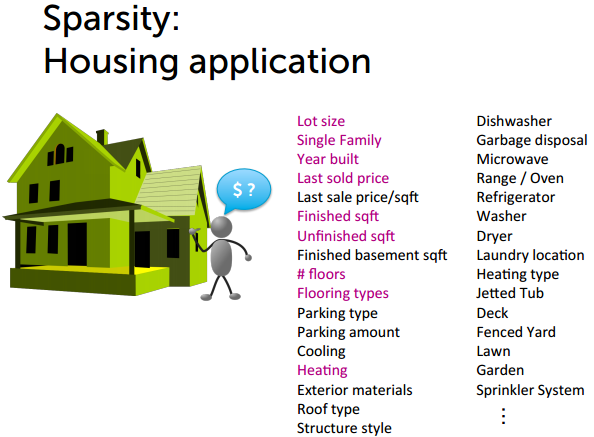 Sparsity:
Housing application
$ ?
Lot size
Single Family
Year built
Last sold price
Last sale price/sqft
Finished sqft
Unfinished sqft
Finished basement sqft
# floors
Flooring types
Parking type
Parking amount
Cooling
Heating
Exterior materials
Roof type
Structure style
Dishwasher
Garbage disposal
Microwave
Range / Oven
Refrigerator
Washer
Dryer
Laundry location
Heating type
Jetted Tub
Deck
Fenced Yard
Lawn
Garden
Sprinkler System
⋮